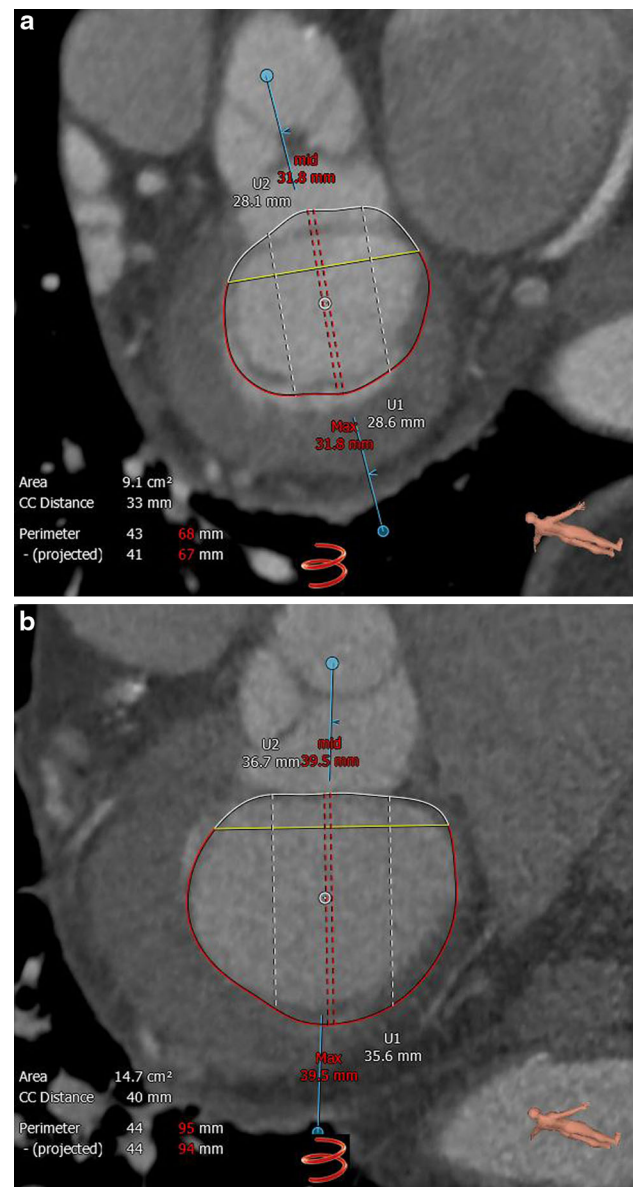 a
mid
31.8 mm
U2
28.1 mm
U1
28.6 mm
Max
31.8 mm
Area 9.1 cm²
CC Distance 33 mm
Perimeter 43 68 mm
- (projected) 41 67 mm
b
U2
36.7 mm
mid
39.5 mm
U1
35.6 mm
Max
39.5 mm
Area 14.7 cm²
CC Distance 40 mm
Perimeter 44 95 mm
- (projected) 44 94 mm